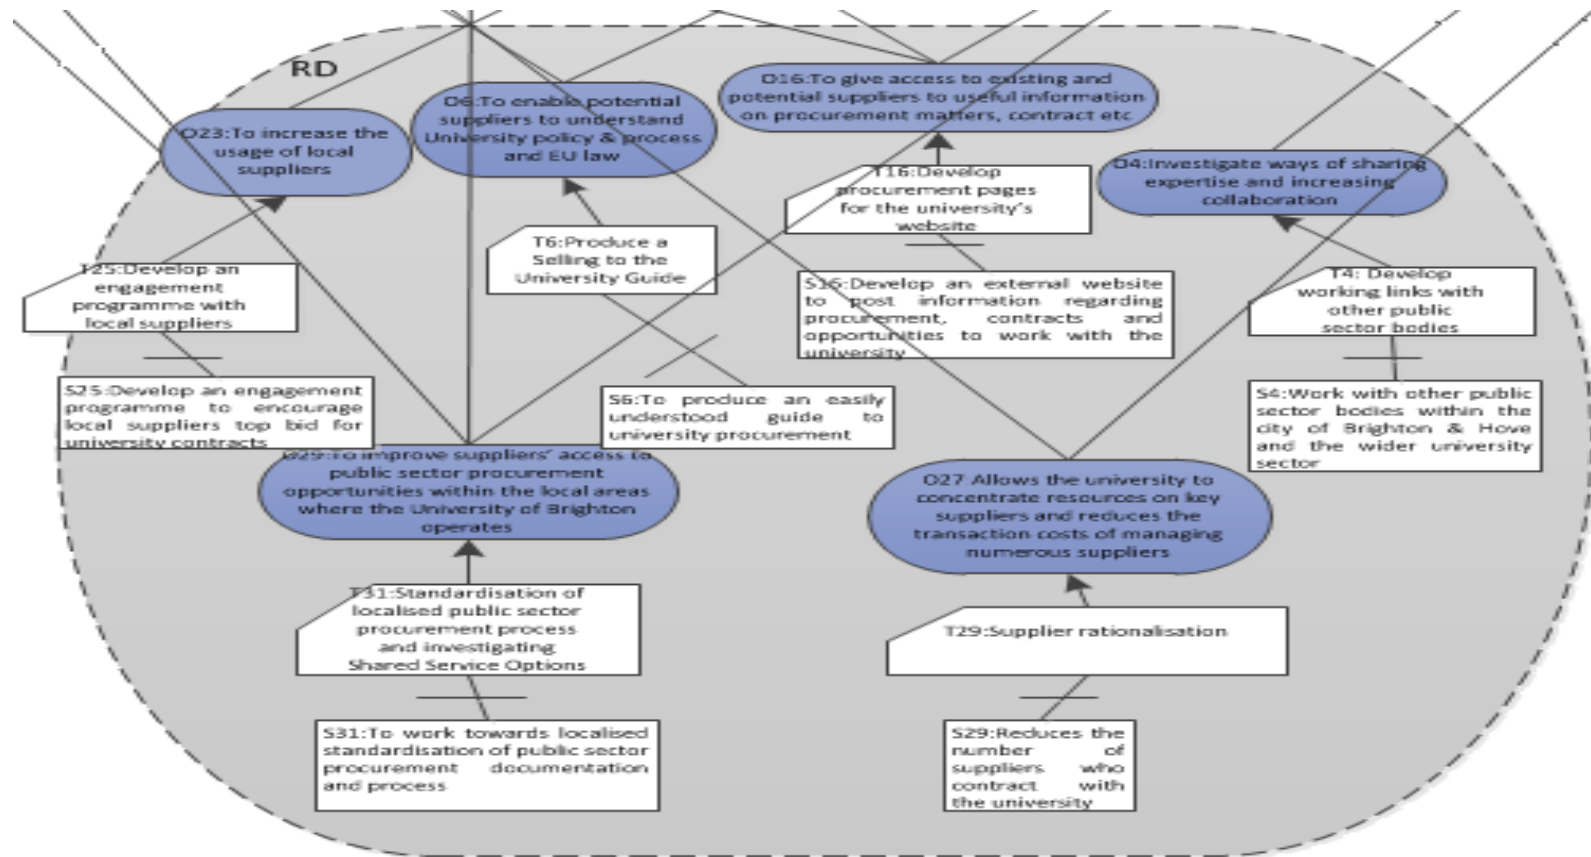 RD
O23:To increase the
usage of local
suppliers
O6:To enable potential
suppliers to understand
University policy & process
and EU law
O16:To give access to existing and
potential suppliers to useful information
on procurement matters, contract etc
O4:Investigate ways of sharing
expertise and increasing
collaboration
T25:Develop an
engagement
programme with
local suppliers
T6:Produce a
Selling to the
University Guide
T16:Develop
procurement pages
for the university's
website
T4: Develop
working links with
other public
sector bodies
S25:Develop an engagement
programme to encourage
local suppliers top bid for
university contracts
S6:To produce an easily
understood guide to
university procurement
S16:Develop an external website
to post information regarding
procurement, contracts and
opportunities to work with the
university
S4:Work with other public
sector bodies within the
city of Brighton & Hove
and the wider university
sector
O29:To improve suppliers' access to
public sector procurement
opportunities within the local areas
where the University of Brighton
operates
O27 Allows the university to
concentrate resources on key
suppliers and reduces the
transaction costs of managing
numerous suppliers
T31:Standardisation of
localised public sector
procurement process
and investigating
Shared Service Options
T29:Supplier rationalisation
S31:To work towards localised
standardisation of public sector
procurement documentation
and process
S29:Reduces the
number of
suppliers who
contract with
the university